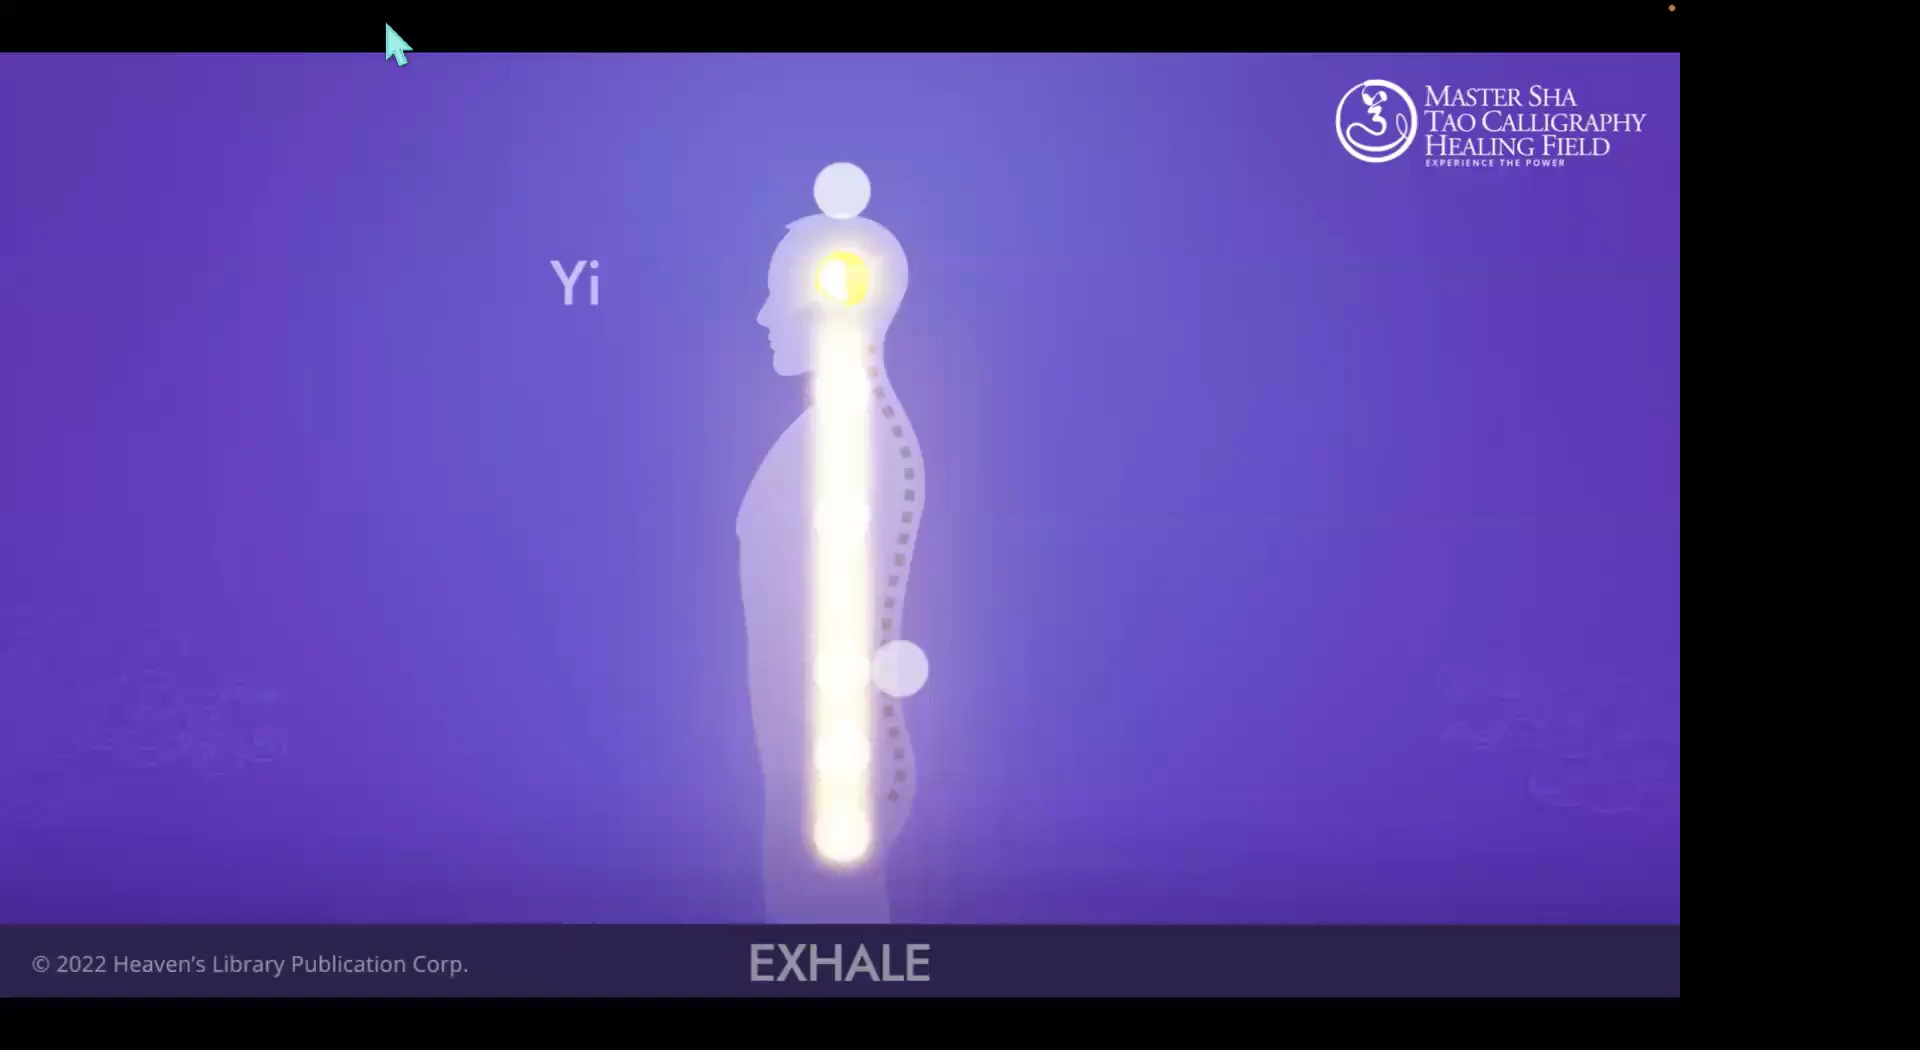 MASTER SHA
TAO CALLIGRAPHY
HEALING FIELD
EXPERIENCE THE POWER
Yi
© 2022 Heaven's Library Publication Corp.
EXHALE